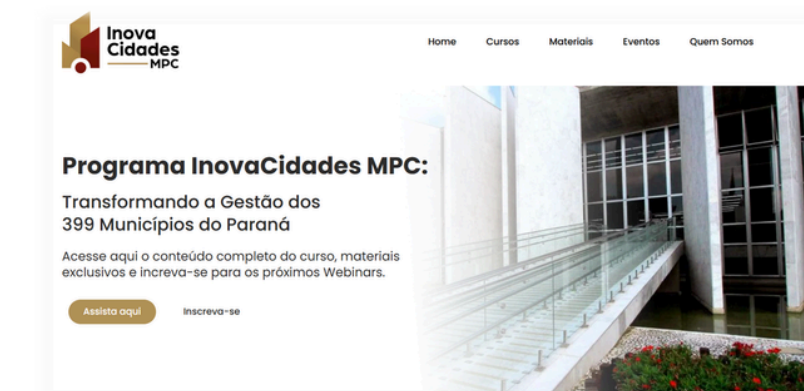 Inova
Cidades
MPC
Home Cursos Materiais Eventos Quem Somos
Programa InovaCidades MPC:
Transformando a Gestão dos
399 Municípios do Paraná
Acesse aqui o conteúdo completo do curso, materiais
exclusivos e increva-se para os próximos Webinars.
Assista aqui Inscreva-se